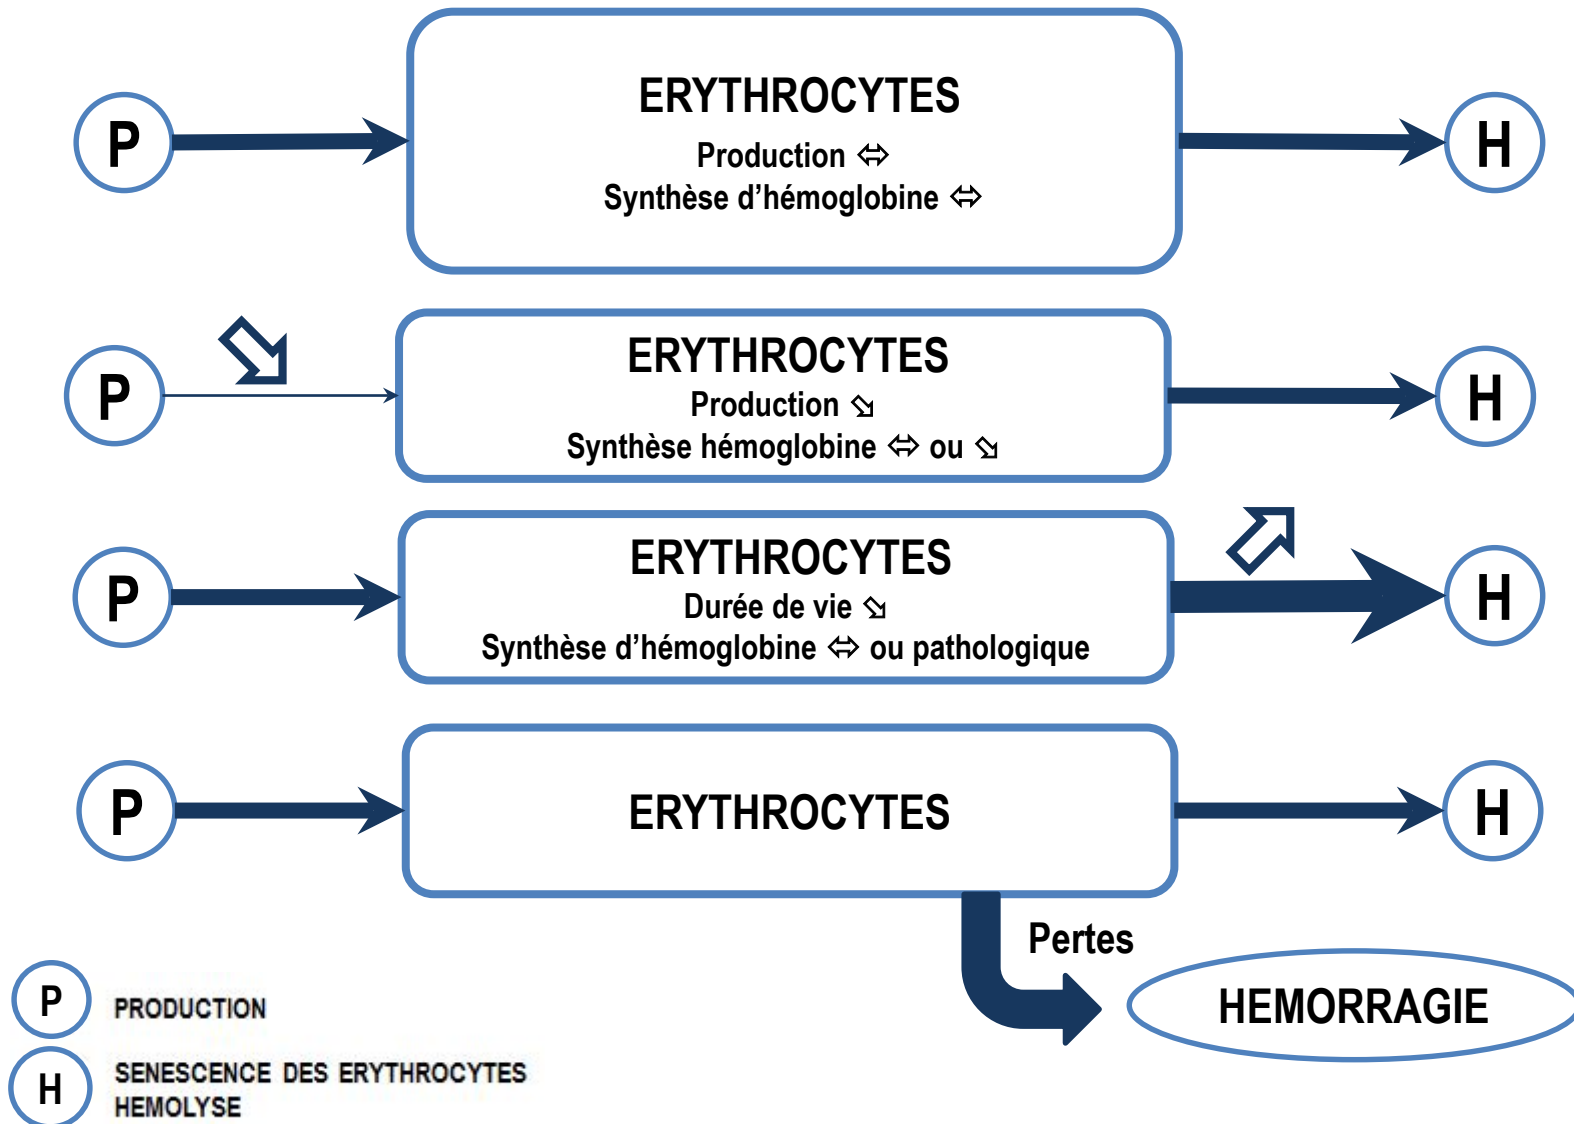 P
ERYTHROCYTES
Production ⬄
Synthèse d’hémoglobine ⬄
H
P
ERYTHROCYTES
Production ⬂
Synthèse hémoglobine ⬄ ou ⬂
H
P
ERYTHROCYTES
Durée de vie ⬂
Synthèse d’hémoglobine ⬄ ou pathologique
H
P
ERYTHROCYTES
H
Pertes
HEMORRAGIE
P PRODUCTION
H SENESCENCE DES ERYTHROCYTES
HEMOLYSE